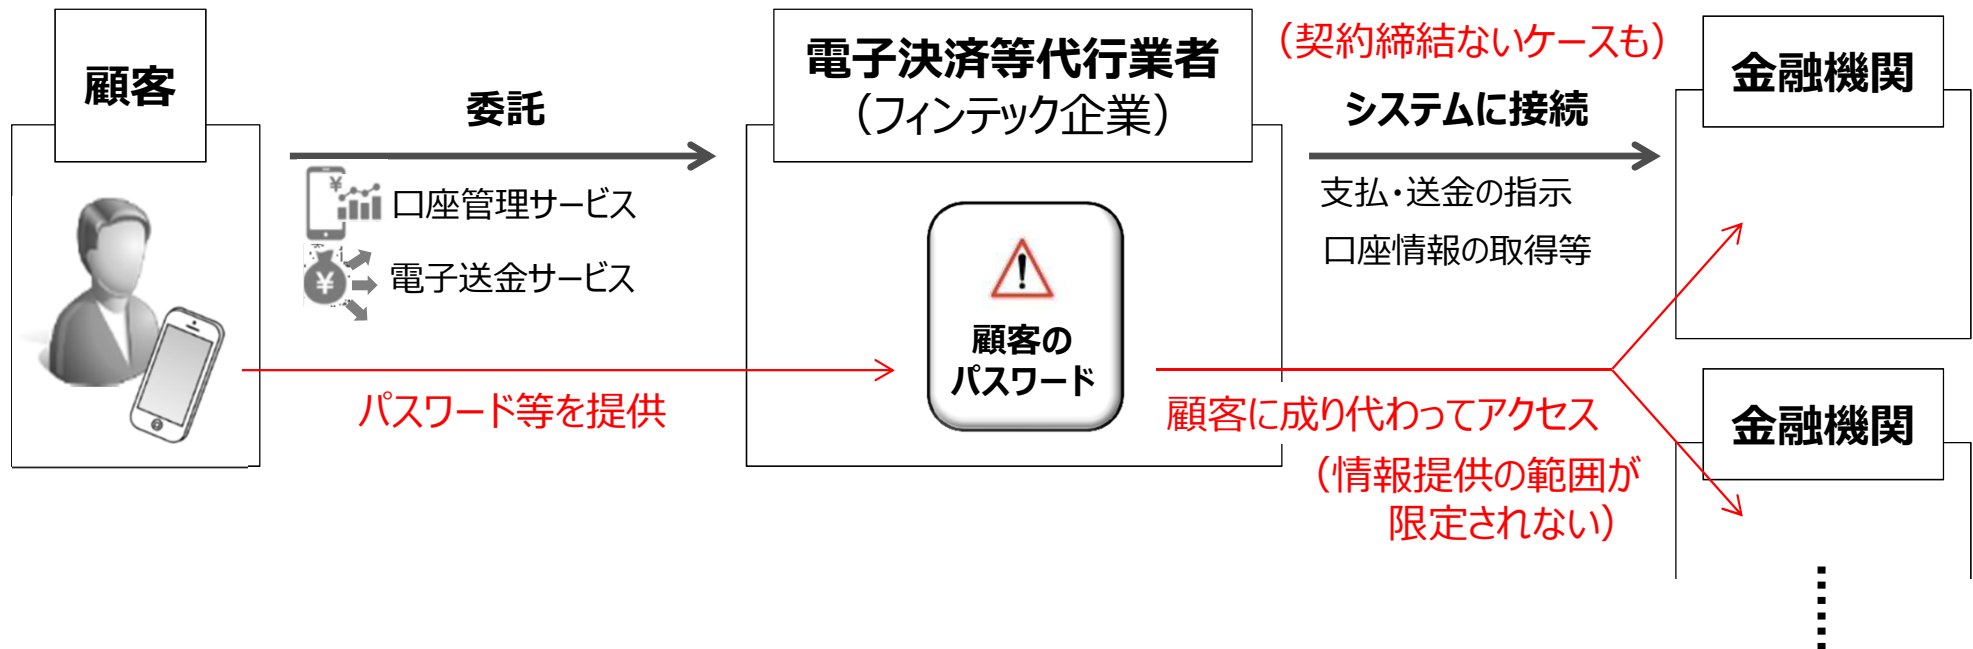 顧客
委託
口座管理サービス
電子送金サービス
パスワード等を提供
電子決済等代行業者
（フィンテック企業）
顧客の
パスワード
（契約締結ないケースも）
システムに接続
支払・送金の指示
口座情報の取得等
顧客に成り代わってアクセス
（情報提供の範囲が
限定されない）
金融機関
金融機関